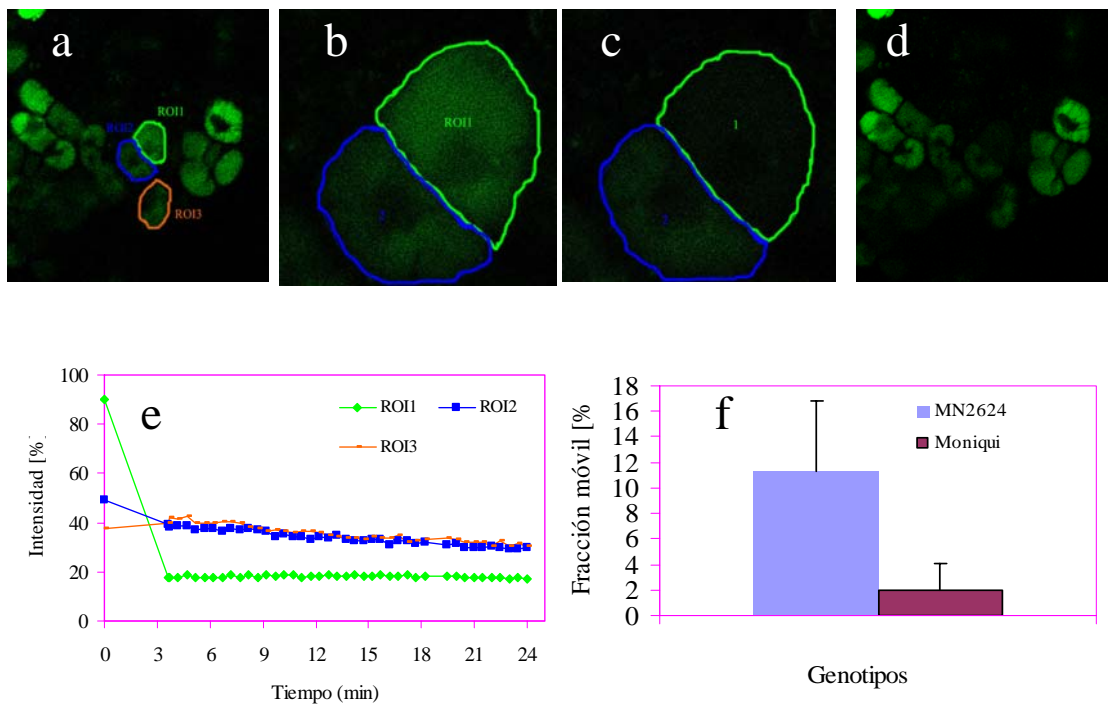 a
b
c
d
ROI1
ROI2
ROI3
ROI1
2
1
2
e
f
100
80
60
40
20
0
Intensidad [%
ROI1
ROI2
ROI3
0 3 6 9 12 15 18 21 24
Tiempo (min)
18
16
14
12
10
8
6
4
2
0
Fracción móvil [%
MN2624
Moniqui
Genotipos